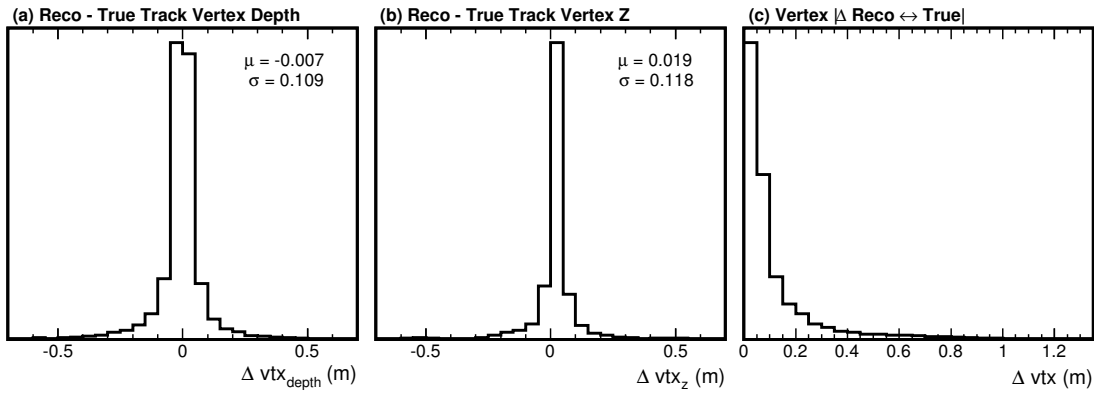 (a) Reco - True Track Vertex Depth
μ = -0.007
σ = 0.109
-0.5 0 0.5
Δ vtx_depth (m)
(b) Reco - True Track Vertex Z
μ = 0.019
σ = 0.118
-0.5 0 0.5
Δ vtx_z (m)
(c) Vertex |Δ Reco ↔ True|
0 0.2 0.4 0.6 0.8 1 1.2
Δ vtx (m)